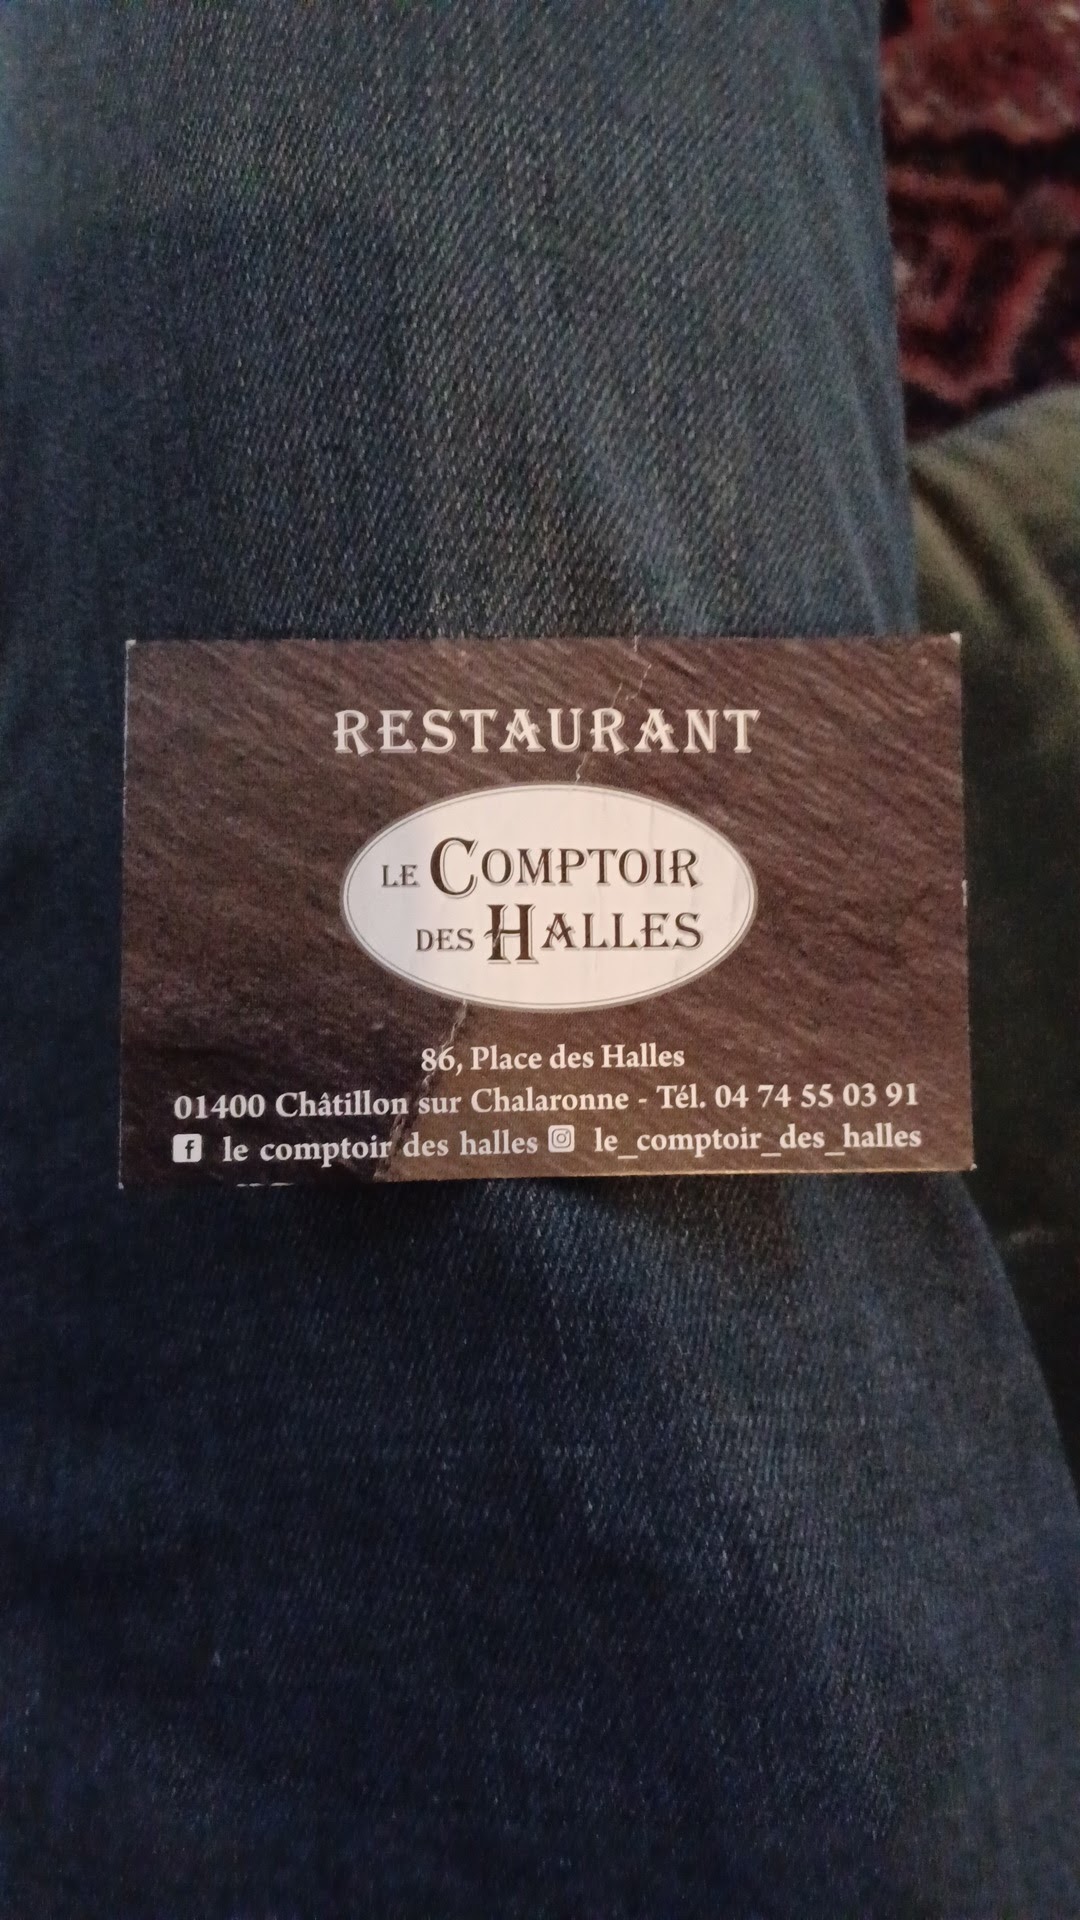 RESTAURANT
LE COMPTOIR
DES HALLES
86, Place des Halles
01400 Châtillon sur Chalaronne - Tél. 04 74 55 03 91
le comptoir des halles le_comptoir_des_halles